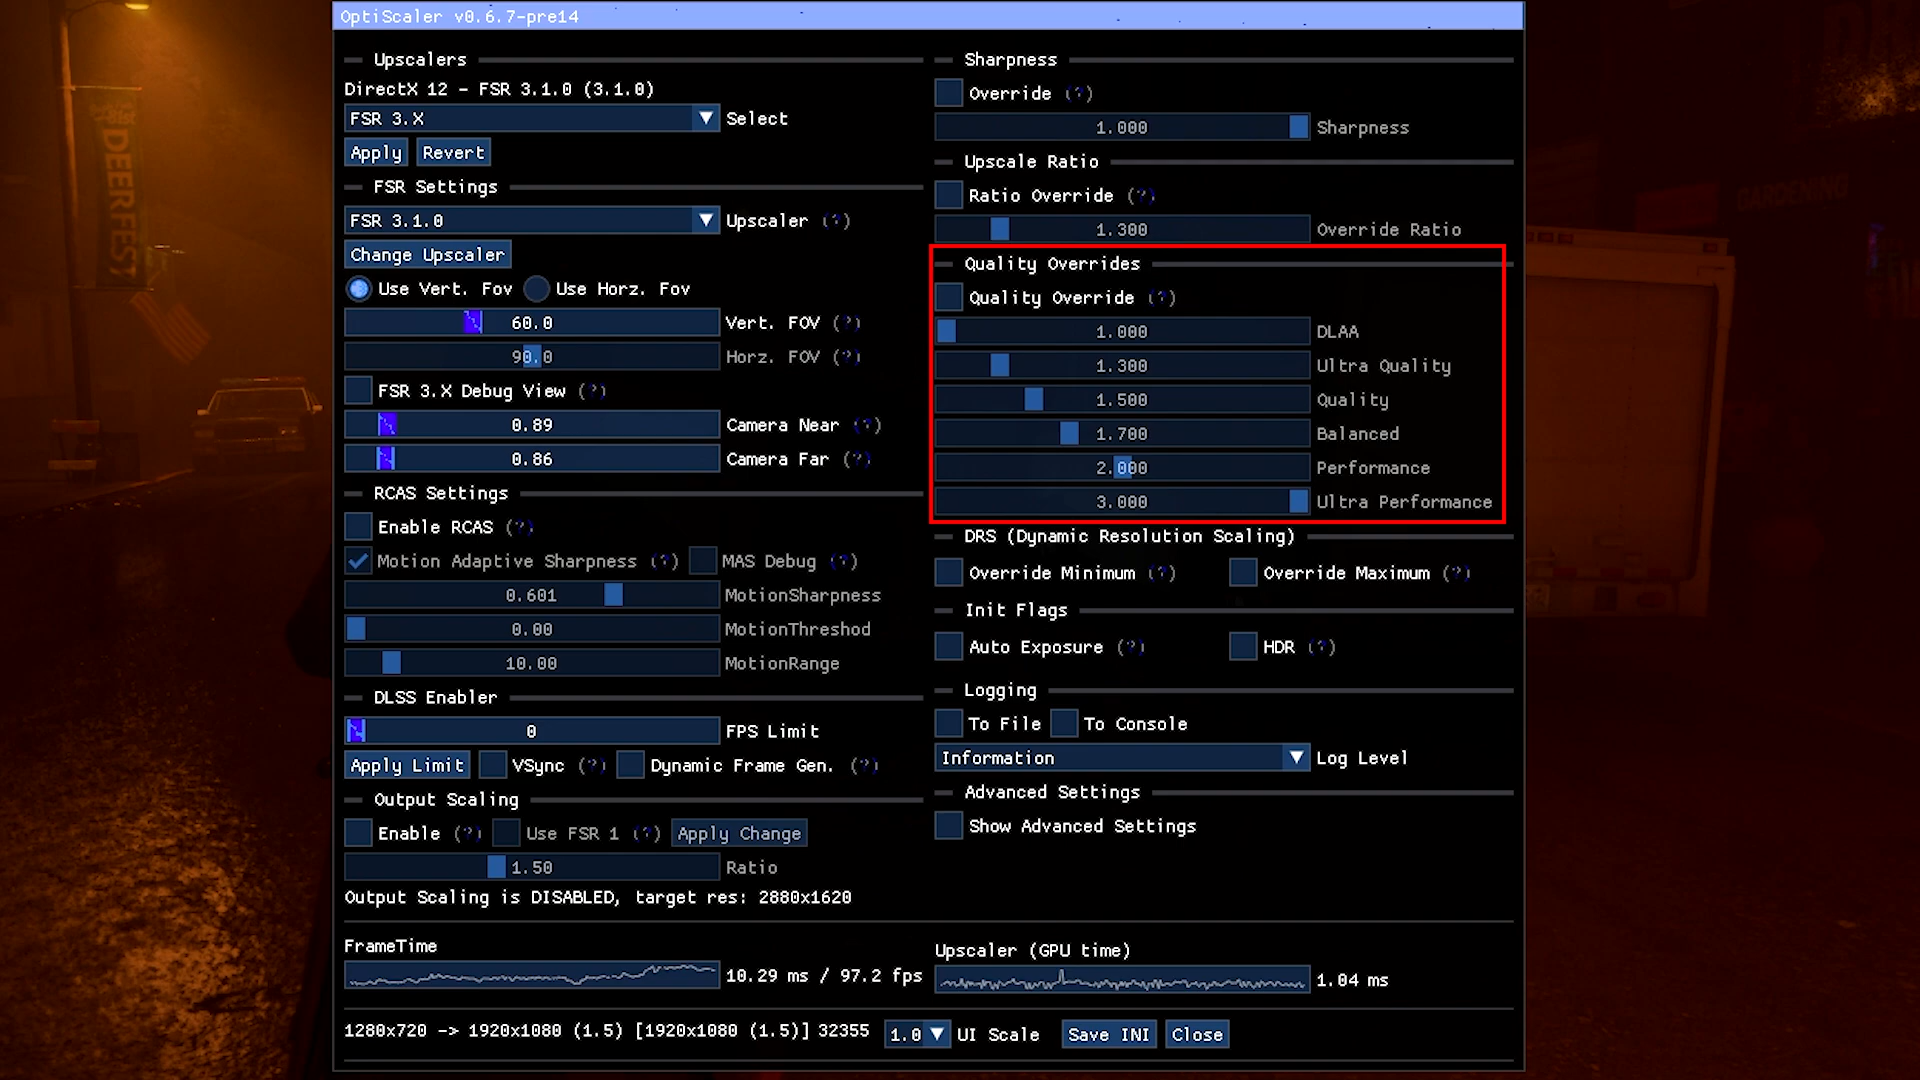 OptiScaler v0.6.7-pre14
Upscalers
DirectX 12 - FSR 3.1.0 (3.1.0)
FSR 3.X Select
Apply Revert
FSR Settings
FSR 3.1.0 Upscaler (?)
Change Upscaler
Use Vert. Fov Use Horz. Fov
60.0 Vert. FOV (?)
90.0 Horz. FOV (?)
FSR 3.X Debug View (?)
0.89 Camera Near (?)
0.86 Camera Far (?)
RCAS Settings
Enable RCAS (?)
Motion Adaptive Sharpness (?) MAS Debug (?)
0.601 MotionSharpness
0.00 MotionThreshod
10.00 MotionRange
DLSS Enabler
0 FPS Limit
Apply Limit VSync (?) Dynamic Frame Gen. (?)
Output Scaling
Enable (?) Use FSR 1 (?) Apply Change
1.50 Ratio
Output Scaling is DISABLED, target res: 2880x1620
Sharpness
Override (?)
1.000 Sharpness
Upscale Ratio
Ratio Override (?)
1.300 Override Ratio
Quality Overrides
Quality Override (?)
1.000 DLAA
1.300 Ultra Quality
1.500 Quality
1.700 Balanced
2.000 Performance
3.000 Ultra Performance
DRS (Dynamic Resolution Scaling)
Override Minimum (?) Override Maximum (?)
Init Flags
Auto Exposure (?) HDR (?)
Logging
To File To Console
Information Log Level
Advanced Settings
Show Advanced Settings
FrameTime
10.29 ms / 97.2 fps
Upscaler (GPU time)
1.04 ms
1280x720 -> 1920x1080 (1.5) [1920x1080 (1.5)] 32355 1.0 UI Scale Save INI Close
DEERFEST
GARDENING